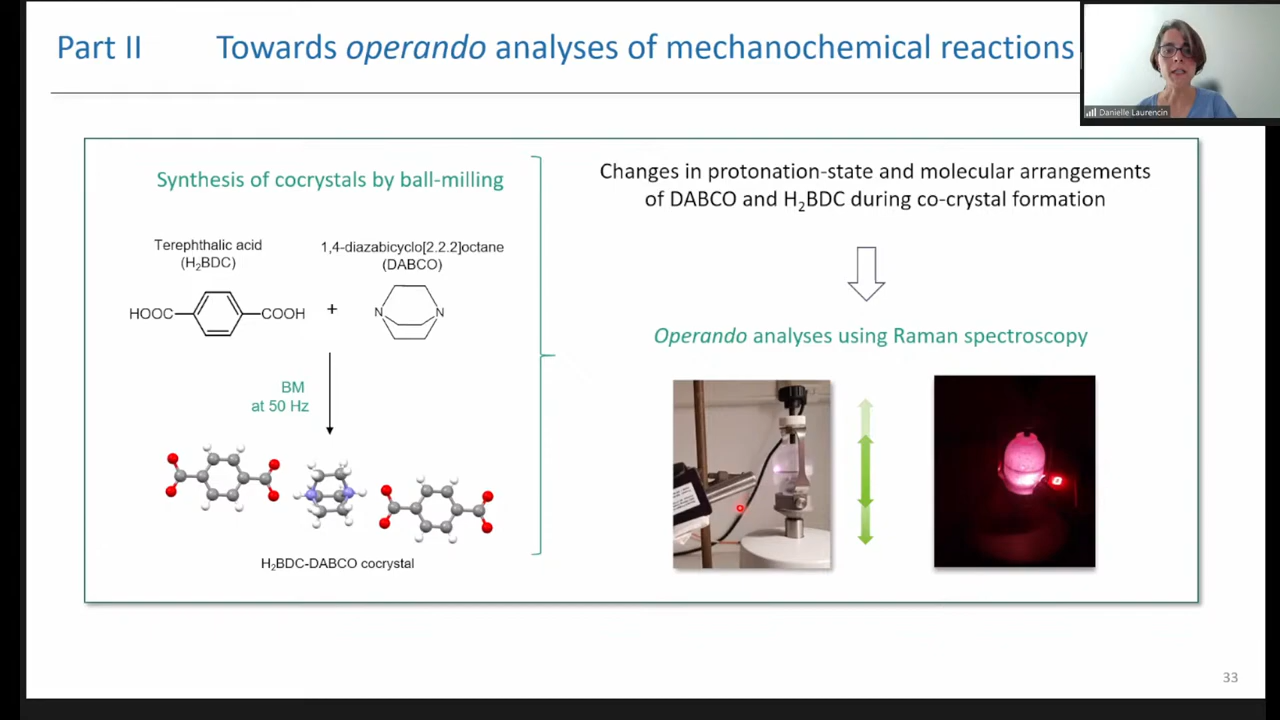 Part II
Towards operando analyses of mechanochemical reactions
Danielle Laurencin
Synthesis of cocrystals by ball-milling
Terephthalic acid
(H₂BDC)
1,4-diazabicyclo[2.2.2]octane
(DABCO)
HOOC
COOH
+
N
N
BM
at 50 Hz
H₂BDC-DABCO cocrystal
Changes in protonation-state and molecular arrangements
of DABCO and H₂BDC during co-crystal formation
Operando analyses using Raman spectroscopy
33